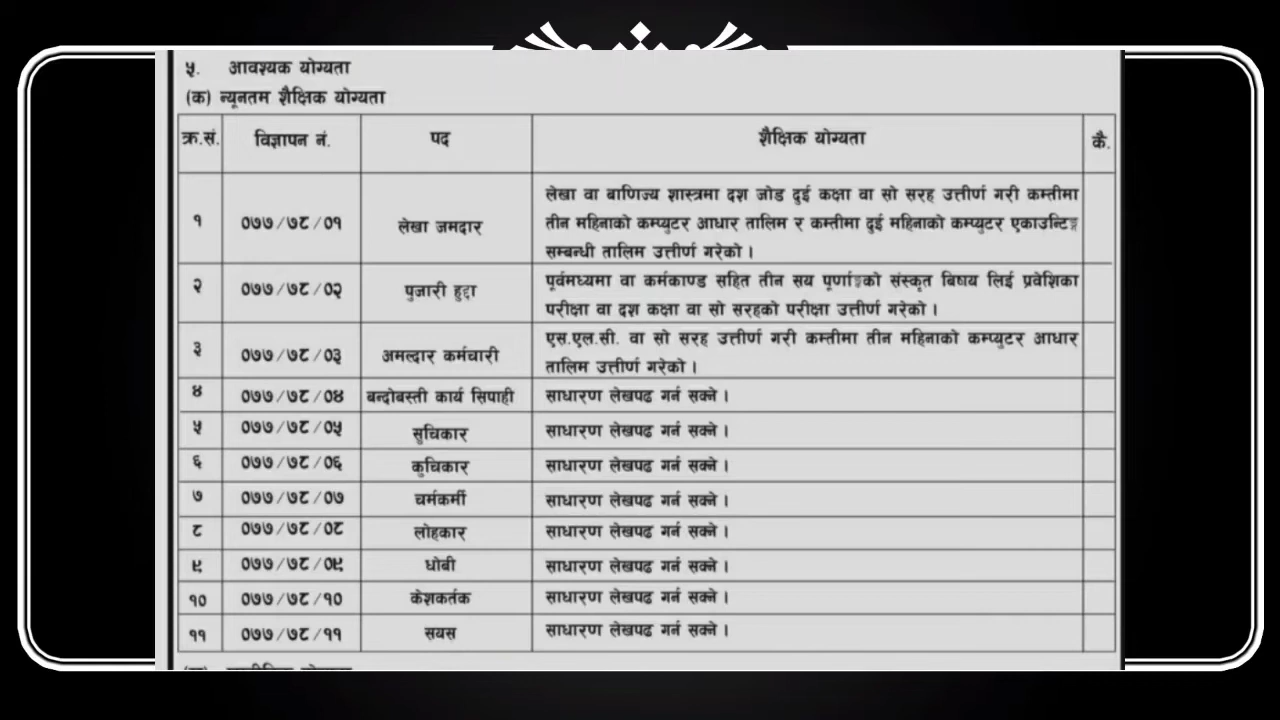 ५. आवश्यक योग्यता
(क) न्यूनतम शैक्षिक योग्यता
क्र.सं. विज्ञापन नं. पद शैक्षिक योग्यता कै.
१ ०७७/७८/०१ लेखा जमदार लेखा वा बाणिज्य शास्त्रमा दश जोड दुई कक्षा वा सो सरह उत्तीर्ण गरी कम्तीमा
तीन महिनाको कम्प्युटर आधार तालिम र कम्तीमा दुई महिनाको कम्प्युटर एकाउन्टिङ्ग
सम्बन्धी तालिम उत्तीर्ण गरेको ।
२ ०७७/७८/०२ पुजारी हुद्दा पूर्वमध्यमा वा कर्मकाण्ड सहित तीन सय पूर्णाङ्कको संस्कृत बिषय लिई प्रवेशिका
परीक्षा वा दश कक्षा वा सो सरहको परीक्षा उत्तीर्ण गरेको ।
३ ०७७/७८/०३ अमल्दार कर्मचारी एस.एल.सी. वा सो सरह उत्तीर्ण गरी कम्तीमा तीन महिनाको कम्प्युटर आधार
तालिम उत्तीर्ण गरेको ।
४ ०७७/७८/०४ बन्दोबस्ती कार्य सिपाही साधारण लेखपढ गर्न सक्ने ।
५ ०७७/७८/०५ सुचिकार साधारण लेखपढ गर्न सक्ने ।
६ ०७७/७८/०६ कुचिकार साधारण लेखपढ गर्न सक्ने ।
७ ०७७/७८/०७ चर्मकर्मी साधारण लेखपढ गर्न सक्ने ।
८ ०७७/७८/०८ लोहकार साधारण लेखपढ गर्न सक्ने ।
९ ०७७/७८/०९ धोबी साधारण लेखपढ गर्न सक्ने ।
१० ०७७/७८/१० केशकर्तक साधारण लेखपढ गर्न सक्ने ।
११ ०७७/७८/११ सयस साधारण लेखपढ गर्न सक्ने ।